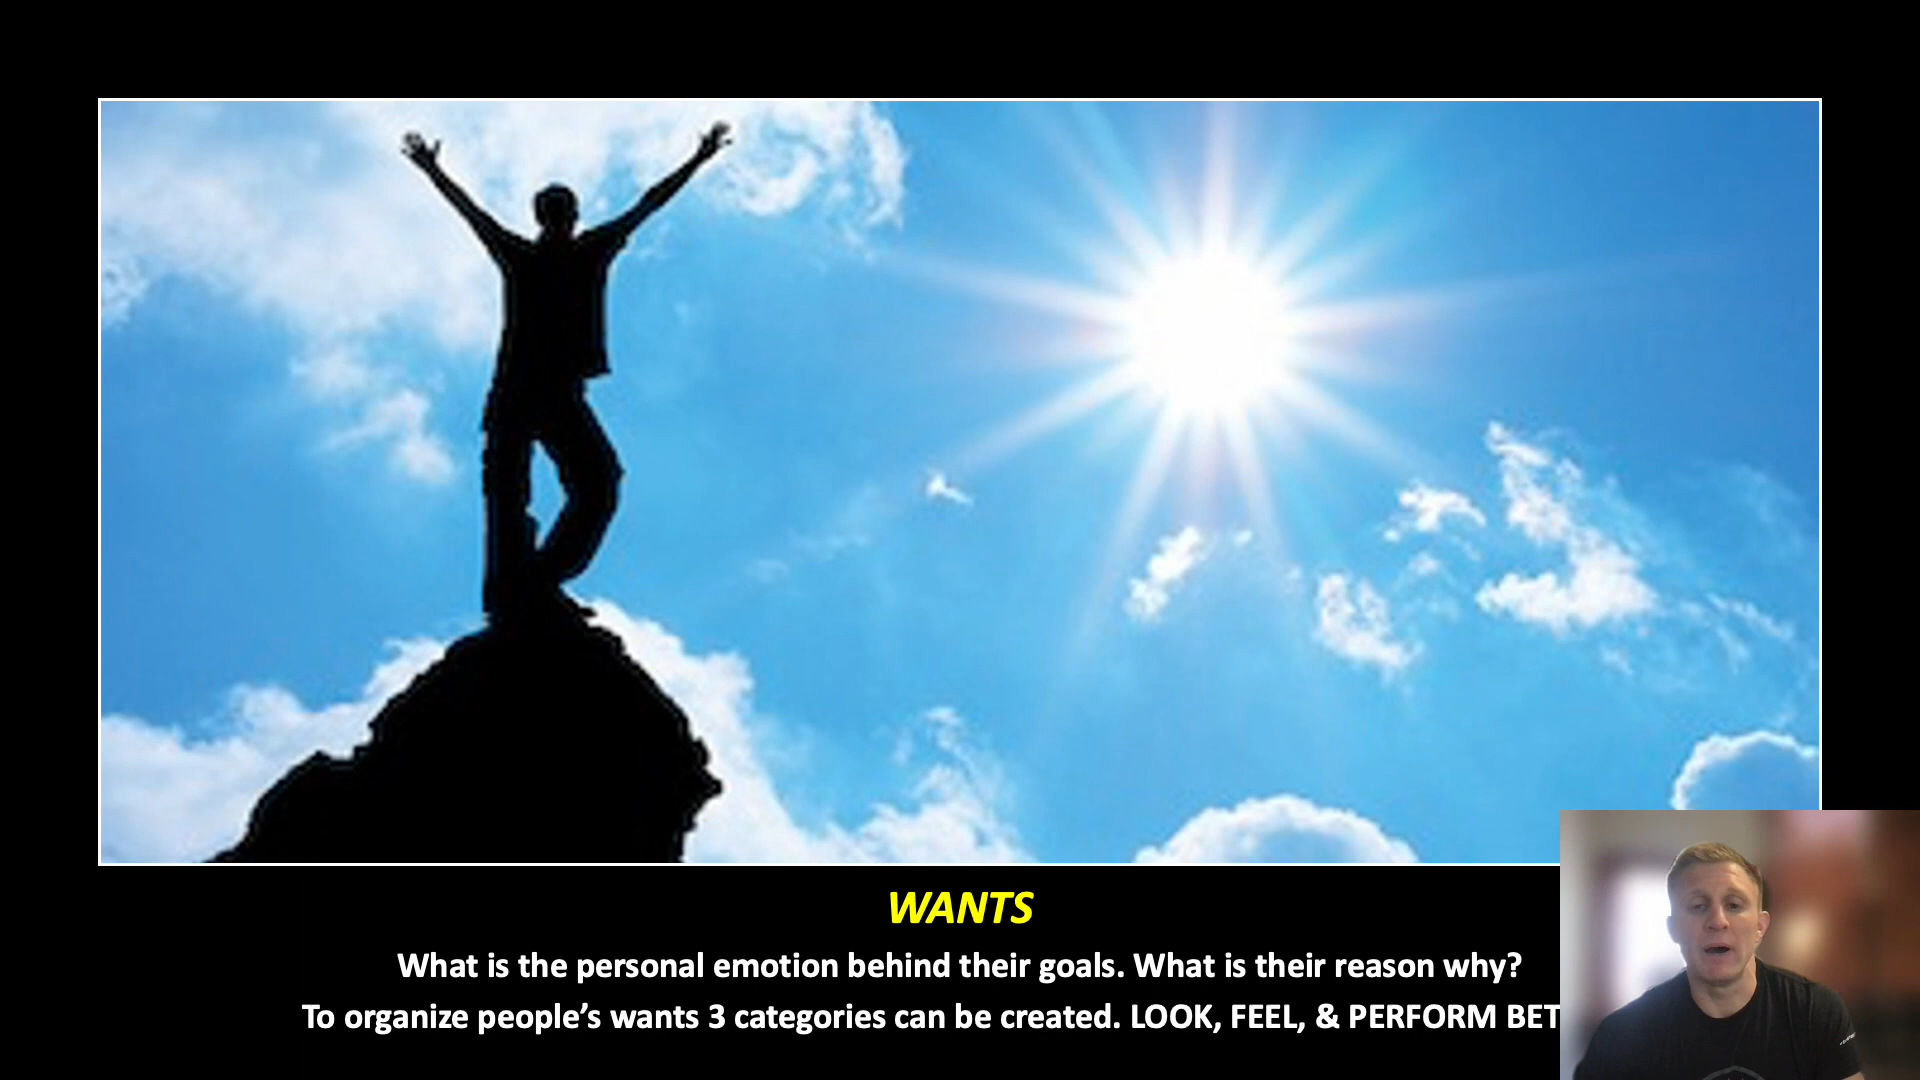 WANTS
What is the personal emotion behind their goals. What is their reason why?
To organize people’s wants 3 categories can be created. LOOK, FEEL, & PERFORM